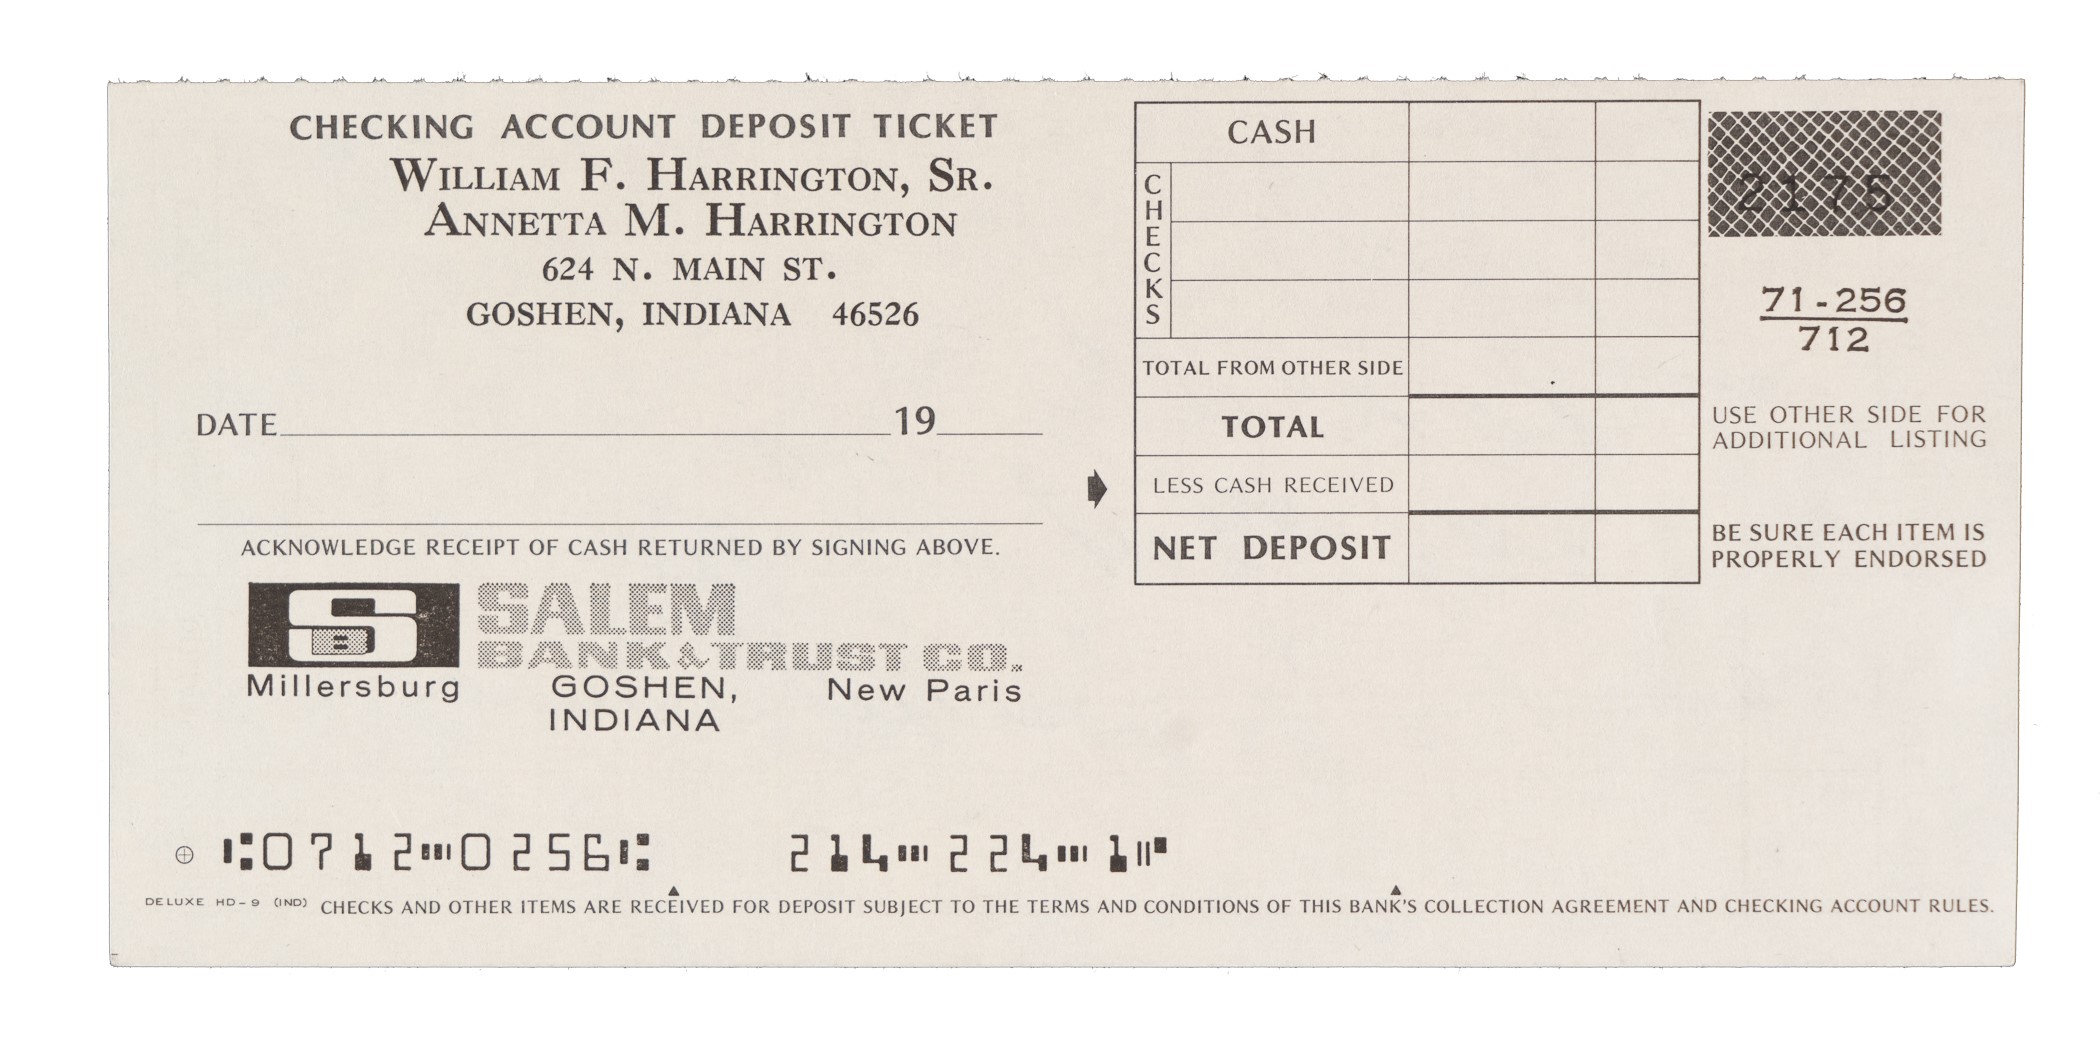 CHECKING ACCOUNT DEPOSIT TICKET
WILLIAM F. HARRINGTON, SR.
ANNETTA M. HARRINGTON
624 N. MAIN ST.
GOSHEN, INDIANA 46526
DATE 19
ACKNOWLEDGE RECEIPT OF CASH RETURNED BY SIGNING ABOVE.
SB SALEM
BANK & TRUST CO.
Millersburg GOSHEN, New Paris
INDIANA
CASH
CHECKS
TOTAL FROM OTHER SIDE
TOTAL
LESS CASH RECEIVED
NET DEPOSIT
2175
71-256
712
USE OTHER SIDE FOR
ADDITIONAL LISTING
BE SURE EACH ITEM IS
PROPERLY ENDORSED
⑆0712⑉0256⑆ 214⑉224⑉1⑈
DELUXE HD-9 (IND) CHECKS AND OTHER ITEMS ARE RECEIVED FOR DEPOSIT SUBJECT TO THE TERMS AND CONDITIONS OF THIS BANK'S COLLECTION AGREEMENT AND CHECKING ACCOUNT RULES.